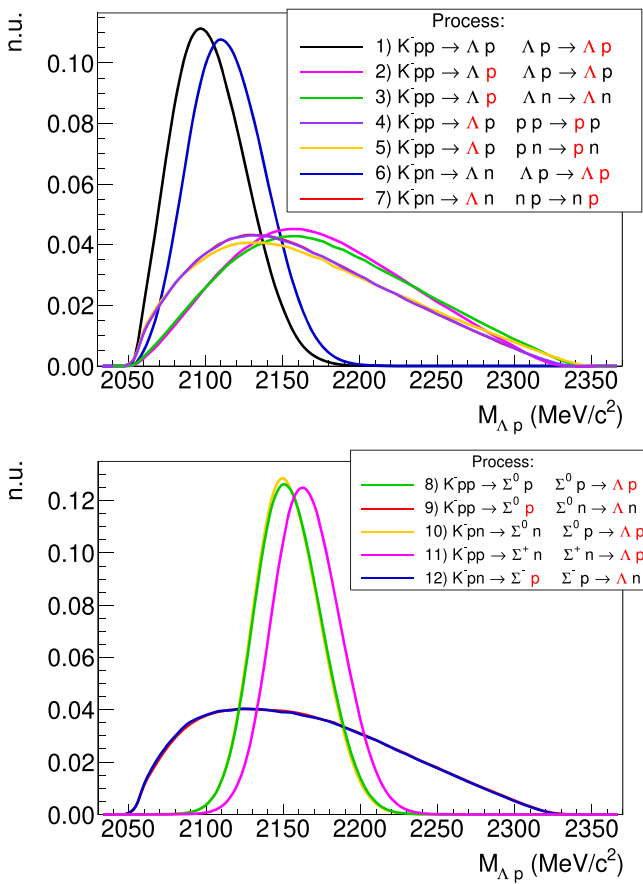 n.u.
Process:
1) K⁻pp → Λ p Λ p → Λ p
2) K⁻pp → Λ p Λ p → Λ p
3) K⁻pp → Λ p Λ n → Λ n
4) K⁻pp → Λ p p p → p p
5) K⁻pp → Λ p p n → p n
6) K⁻pn → Λ n Λ p → Λ p
7) K⁻pn → Λ n n p → n p
0.10
0.08
0.06
0.04
0.02
0.00
2050 2100 2150 2200 2250 2300 2350
M_Λ p (MeV/c²)
n.u.
Process:
8) K⁻pp → Σ⁰ p Σ⁰ p → Λ p
9) K⁻pp → Σ⁰ p Σ⁰ n → Λ n
10) K⁻pn → Σ⁰ n Σ⁰ p → Λ p
11) K⁻pp → Σ⁺ n Σ⁺ n → Λ p
12) K⁻pn → Σ⁻ p Σ⁻ p → Λ n
0.12
0.10
0.08
0.06
0.04
0.02
0.00
2050 2100 2150 2200 2250 2300 2350
M_Λ p (MeV/c²)